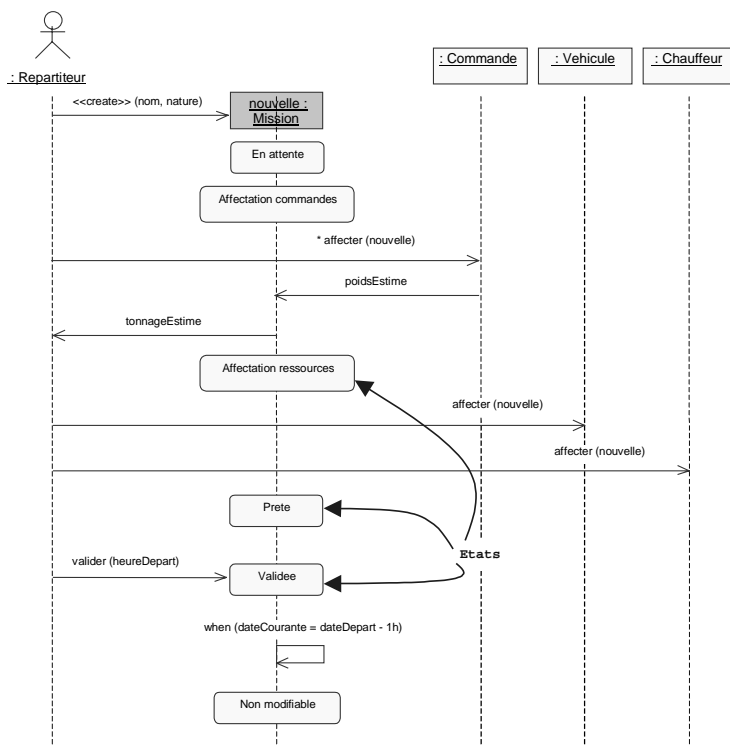 : Repartiteur
: Commande
: Vehicule
: Chauffeur
<<create>> (nom, nature)
nouvelle :
Mission
En attente
Affectation commandes
* affecter (nouvelle)
poidsEstime
tonnageEstime
Affectation ressources
affecter (nouvelle)
affecter (nouvelle)
Prete
Etats
valider (heureDepart)
Validee
when (dateCourante = dateDepart - 1h)
Non modifiable